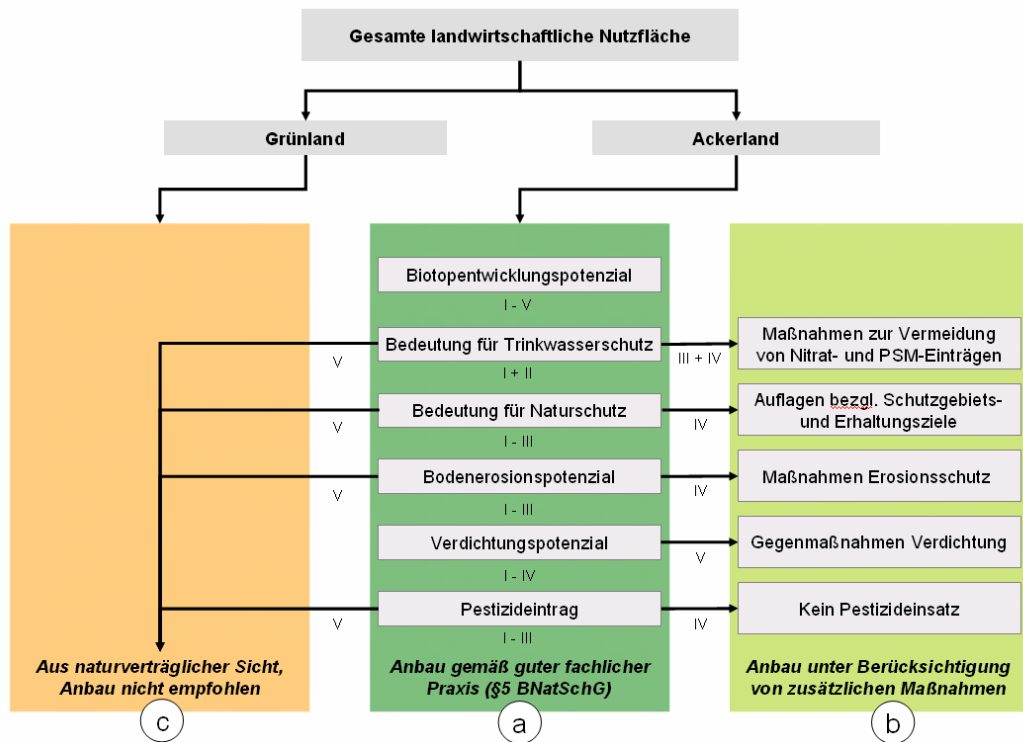 Gesamte landwirtschaftliche Nutzfläche
Grünland
Ackerland
Biotopentwicklungspotenzial
I - V
Bedeutung für Trinkwasserschutz
V
III + IV
I + II
Maßnahmen zur Vermeidung
von Nitrat- und PSM-Einträgen
Bedeutung für Naturschutz
V
IV
I - III
Auflagen bezgl. Schutzgebiets-
und Erhaltungsziele
Bodenerosionspotenzial
V
IV
I - III
Maßnahmen Erosionsschutz
Verdichtungspotenzial
V
I - IV
Gegenmaßnahmen Verdichtung
Pestizideintrag
V
IV
I - III
Kein Pestizideinsatz
Aus naturverträglicher Sicht,
Anbau nicht empfohlen
Anbau gemäß guter fachlicher
Praxis (§5 BNatSchG)
Anbau unter Berücksichtigung
von zusätzlichen Maßnahmen
c
a
b